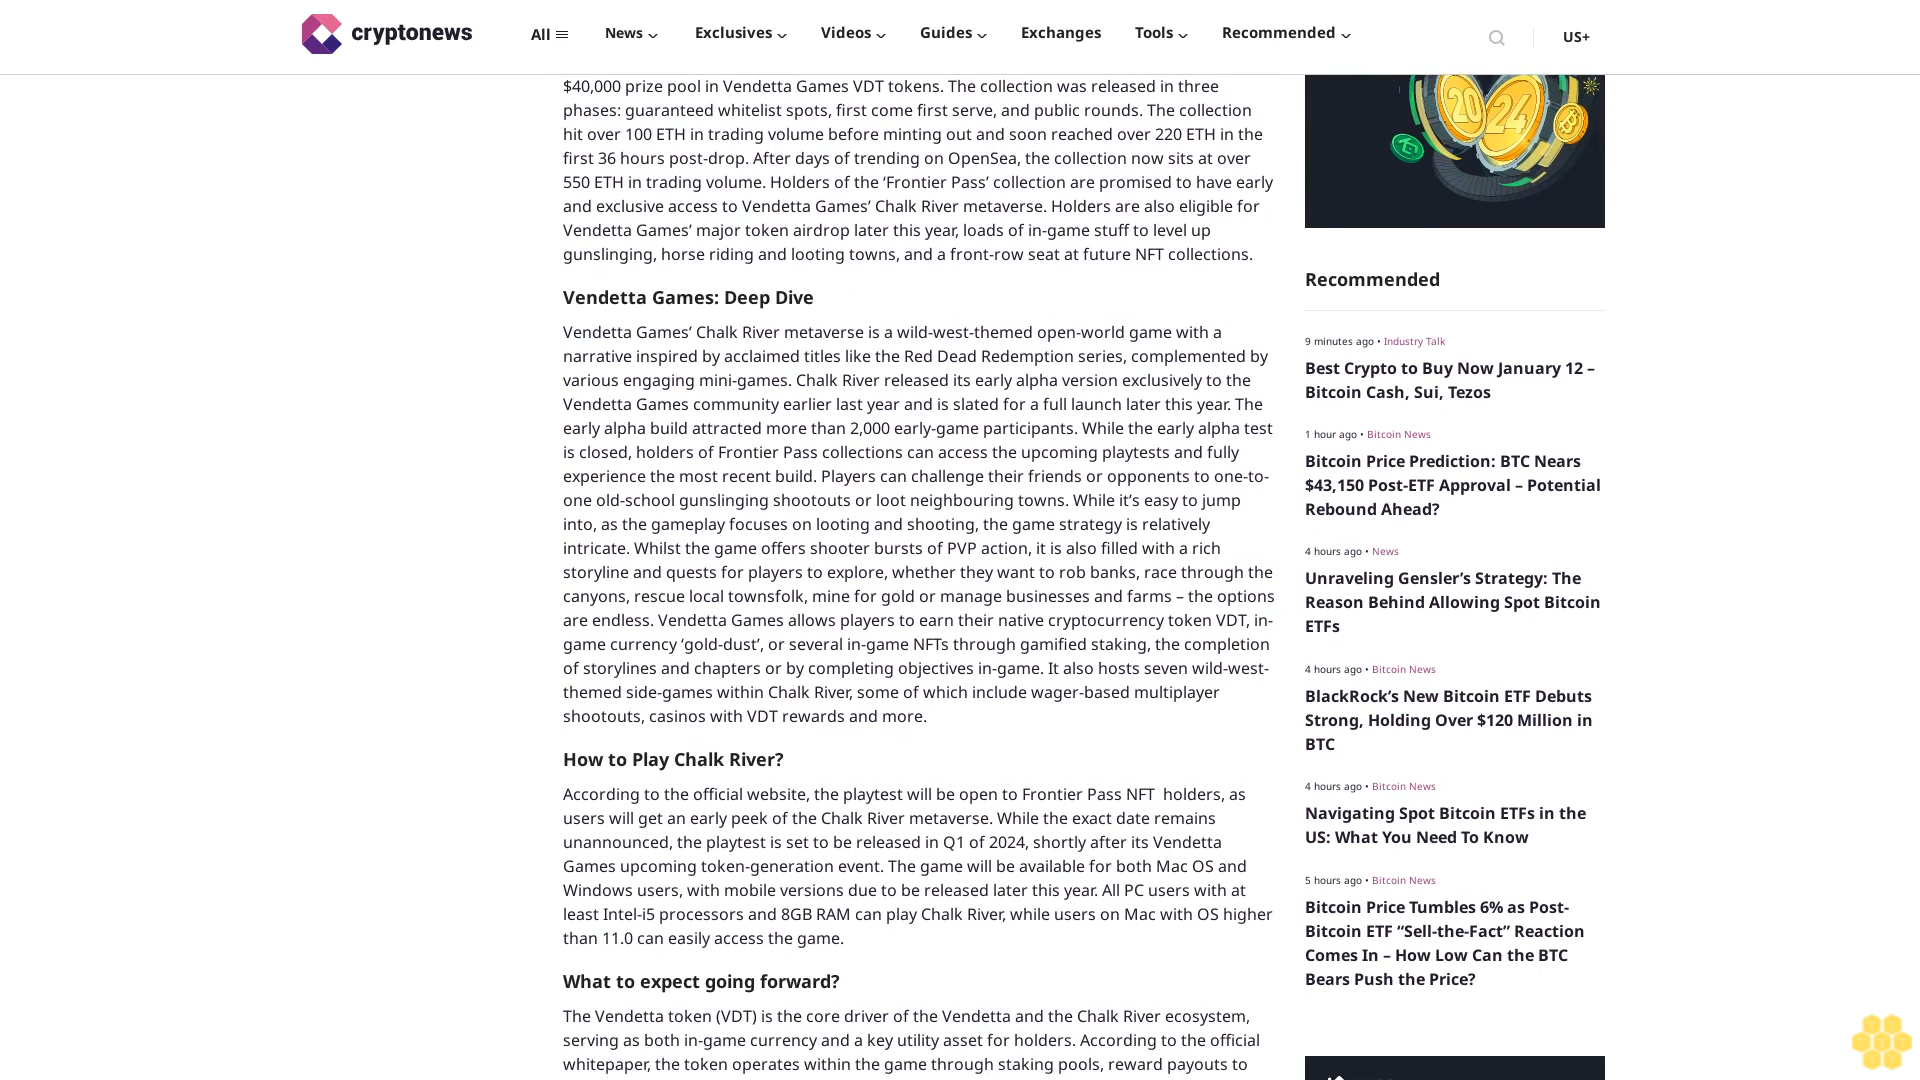 cryptonews
All
News
Exclusives
Videos
Guides
Exchanges
Tools
Recommended
US+
$40,000 prize pool in Vendetta Games VDT tokens. The collection was released in three
phases: guaranteed whitelist spots, first come first serve, and public rounds. The collection
hit over 100 ETH in trading volume before minting out and soon reached over 220 ETH in the
first 36 hours post-drop. After days of trending on OpenSea, the collection now sits at over
550 ETH in trading volume. Holders of the ‘Frontier Pass’ collection are promised to have early
and exclusive access to Vendetta Games’ Chalk River metaverse. Holders are also eligible for
Vendetta Games’ major token airdrop later this year, loads of in-game stuff to level up
gunslinging, horse riding and looting towns, and a front-row seat at future NFT collections.
Vendetta Games: Deep Dive
Vendetta Games’ Chalk River metaverse is a wild-west-themed open-world game with a
narrative inspired by acclaimed titles like the Red Dead Redemption series, complemented by
various engaging mini-games. Chalk River released its early alpha version exclusively to the
Vendetta Games community earlier last year and is slated for a full launch later this year. The
early alpha build attracted more than 2,000 early-game participants. While the early alpha test
is closed, holders of Frontier Pass collections can access the upcoming playtests and fully
experience the most recent build. Players can challenge their friends or opponents to one-to-
one old-school gunslinging shootouts or loot neighbouring towns. While it’s easy to jump
into, as the gameplay focuses on looting and shooting, the game strategy is relatively
intricate. Whilst the game offers shooter bursts of PVP action, it is also filled with a rich
storyline and quests for players to explore, whether they want to rob banks, race through the
canyons, rescue local townsfolk, mine for gold or manage businesses and farms – the options
are endless. Vendetta Games allows players to earn their native cryptocurrency token VDT, in-
game currency ‘gold-dust’, or several in-game NFTs through gamified staking, the completion
of storylines and chapters or by completing objectives in-game. It also hosts seven wild-west-
themed side-games within Chalk River, some of which include wager-based multiplayer
shootouts, casinos with VDT rewards and more.
How to Play Chalk River?
According to the official website, the playtest will be open to Frontier Pass NFT  holders, as
users will get an early peek of the Chalk River metaverse. While the exact date remains
unannounced, the playtest is set to be released in Q1 of 2024, shortly after its Vendetta
Games upcoming token-generation event. The game will be available for both Mac OS and
Windows users, with mobile versions due to be released later this year. All PC users with at
least Intel-i5 processors and 8GB RAM can play Chalk River, while users on Mac with OS higher
than 11.0 can easily access the game.
What to expect going forward?
The Vendetta token (VDT) is the core driver of the Vendetta and the Chalk River ecosystem,
serving as both in-game currency and a key utility asset for holders. According to the official
whitepaper, the token operates within the game through staking pools, reward payouts to
20 24
Recommended
9 minutes ago • Industry Talk
Best Crypto to Buy Now January 12 –
Bitcoin Cash, Sui, Tezos
1 hour ago • Bitcoin News
Bitcoin Price Prediction: BTC Nears
$43,150 Post-ETF Approval – Potential
Rebound Ahead?
4 hours ago • News
Unraveling Gensler’s Strategy: The
Reason Behind Allowing Spot Bitcoin
ETFs
4 hours ago • Bitcoin News
BlackRock’s New Bitcoin ETF Debuts
Strong, Holding Over $120 Million in
BTC
4 hours ago • Bitcoin News
Navigating Spot Bitcoin ETFs in the
US: What You Need To Know
5 hours ago • Bitcoin News
Bitcoin Price Tumbles 6% as Post-
Bitcoin ETF “Sell-the-Fact” Reaction
Comes In – How Low Can the BTC
Bears Push the Price?